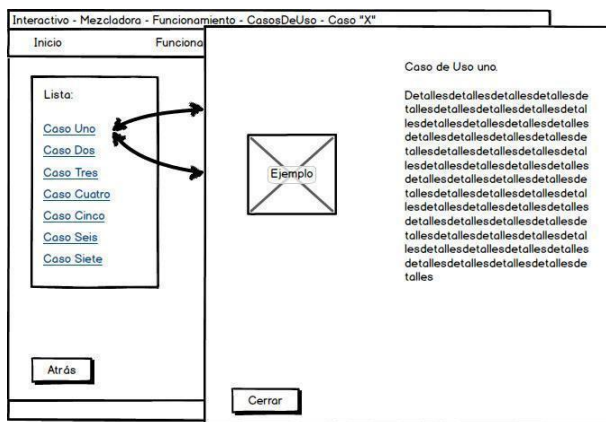 Interactivo - Mezcladora - Funcionamiento - CasosDeUso - Caso "X"
Inicio
Funciona
Lista:
Caso Uno
Caso Dos
Caso Tres
Caso Cuatro
Caso Cinco
Caso Seis
Caso Siete
Atrás
Ejemplo
Caso de Uso uno.
Detallesdetallesdetallesdetallesde
tallesdetallesdetallesdetallesdetal
lesdetallesdetallesdetallesdetalles
detallesdetallesdetallesdetallesde
tallesdetallesdetallesdetallesdetal
lesdetallesdetallesdetallesdetalles
detallesdetallesdetallesdetallesde
tallesdetallesdetallesdetallesdetal
lesdetallesdetallesdetallesdetalles
detallesdetallesdetallesdetallesde
tallesdetallesdetallesdetallesdetal
lesdetallesdetallesdetallesdetalles
detallesdetallesdetallesdetallesde
talles
Cerrar